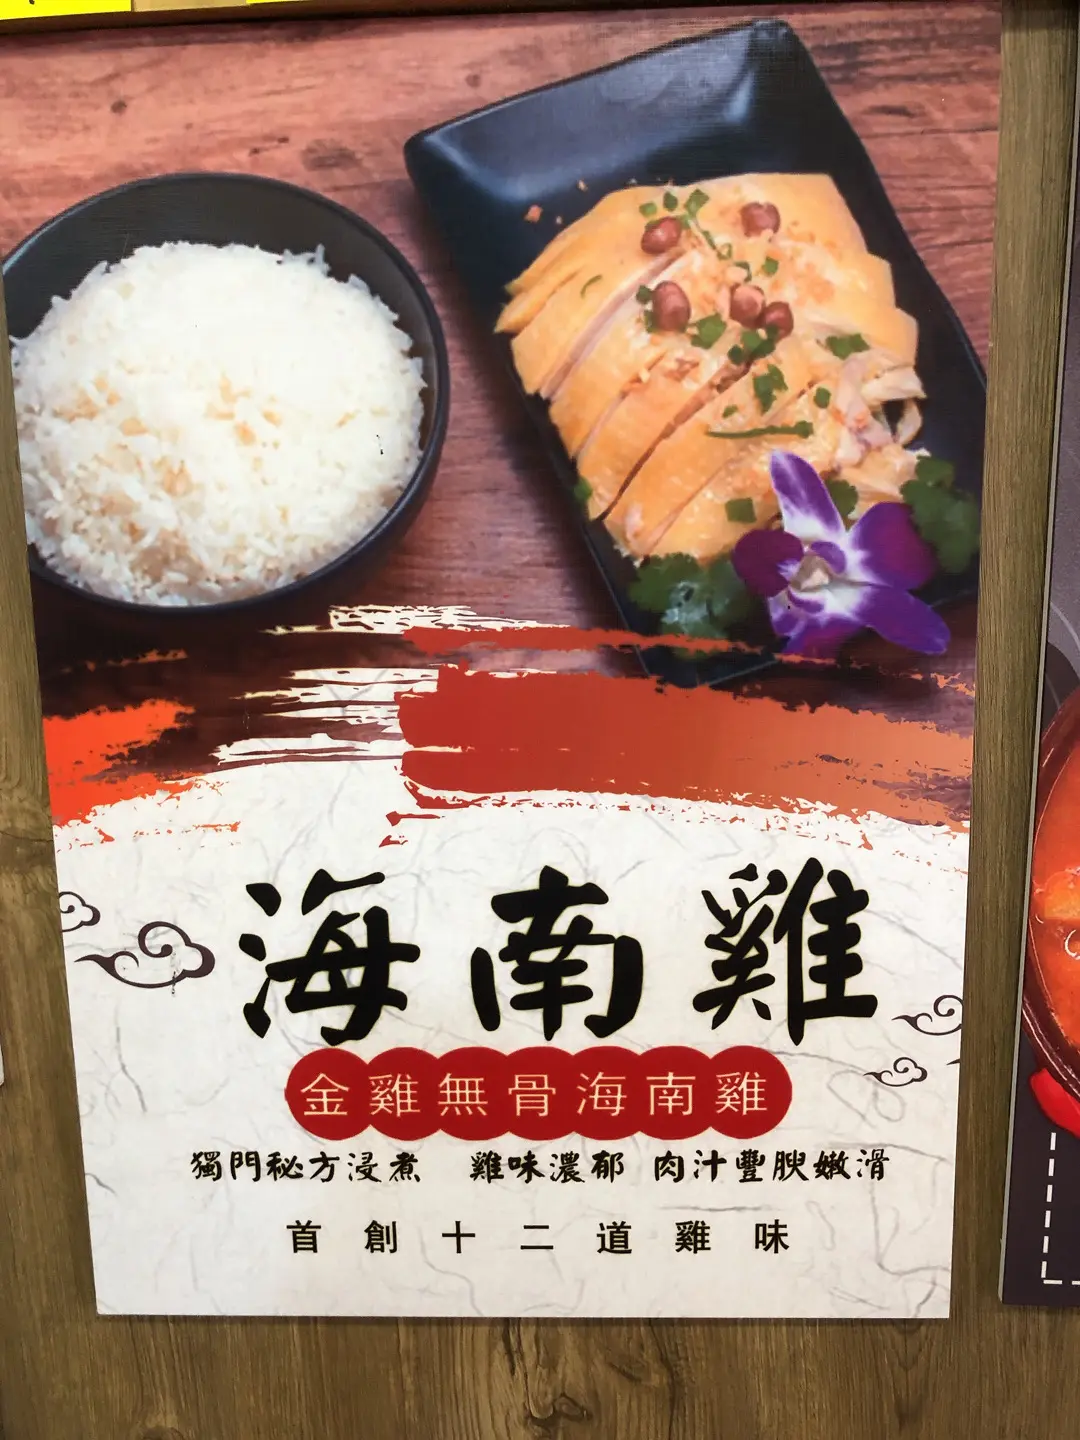 海南雞
金雞無骨海南雞
獨門秘方浸煮 雞味濃郁 肉汁豐腴嫩滑
首創十二道雞味